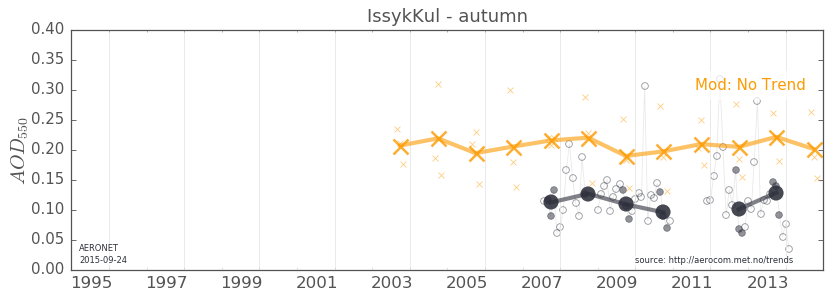 IssykKul - autumn
0.40
0.35
0.30
0.25
0.20
0.15
0.10
0.05
0.00
AOD550
Mod: No Trend
AERONET
2015-09-24
source: http://aerocom.met.no/trends
1995 1997 1999 2001 2003 2005 2007 2009 2011 2013